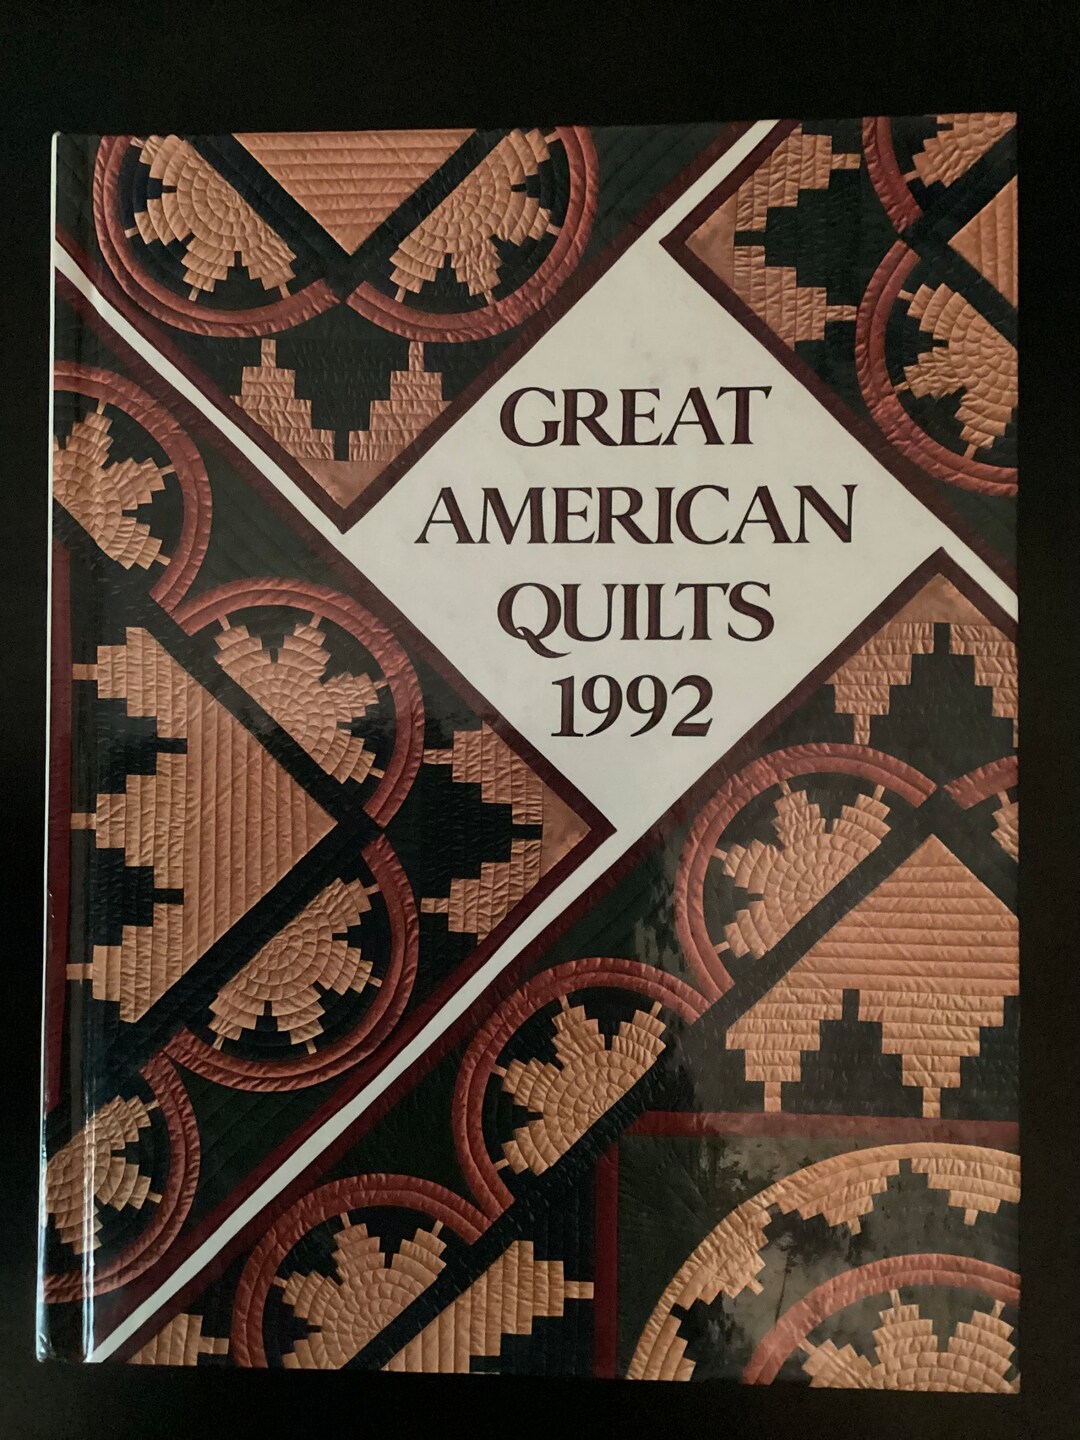 GREAT
AMERICAN
QUILTS
1992